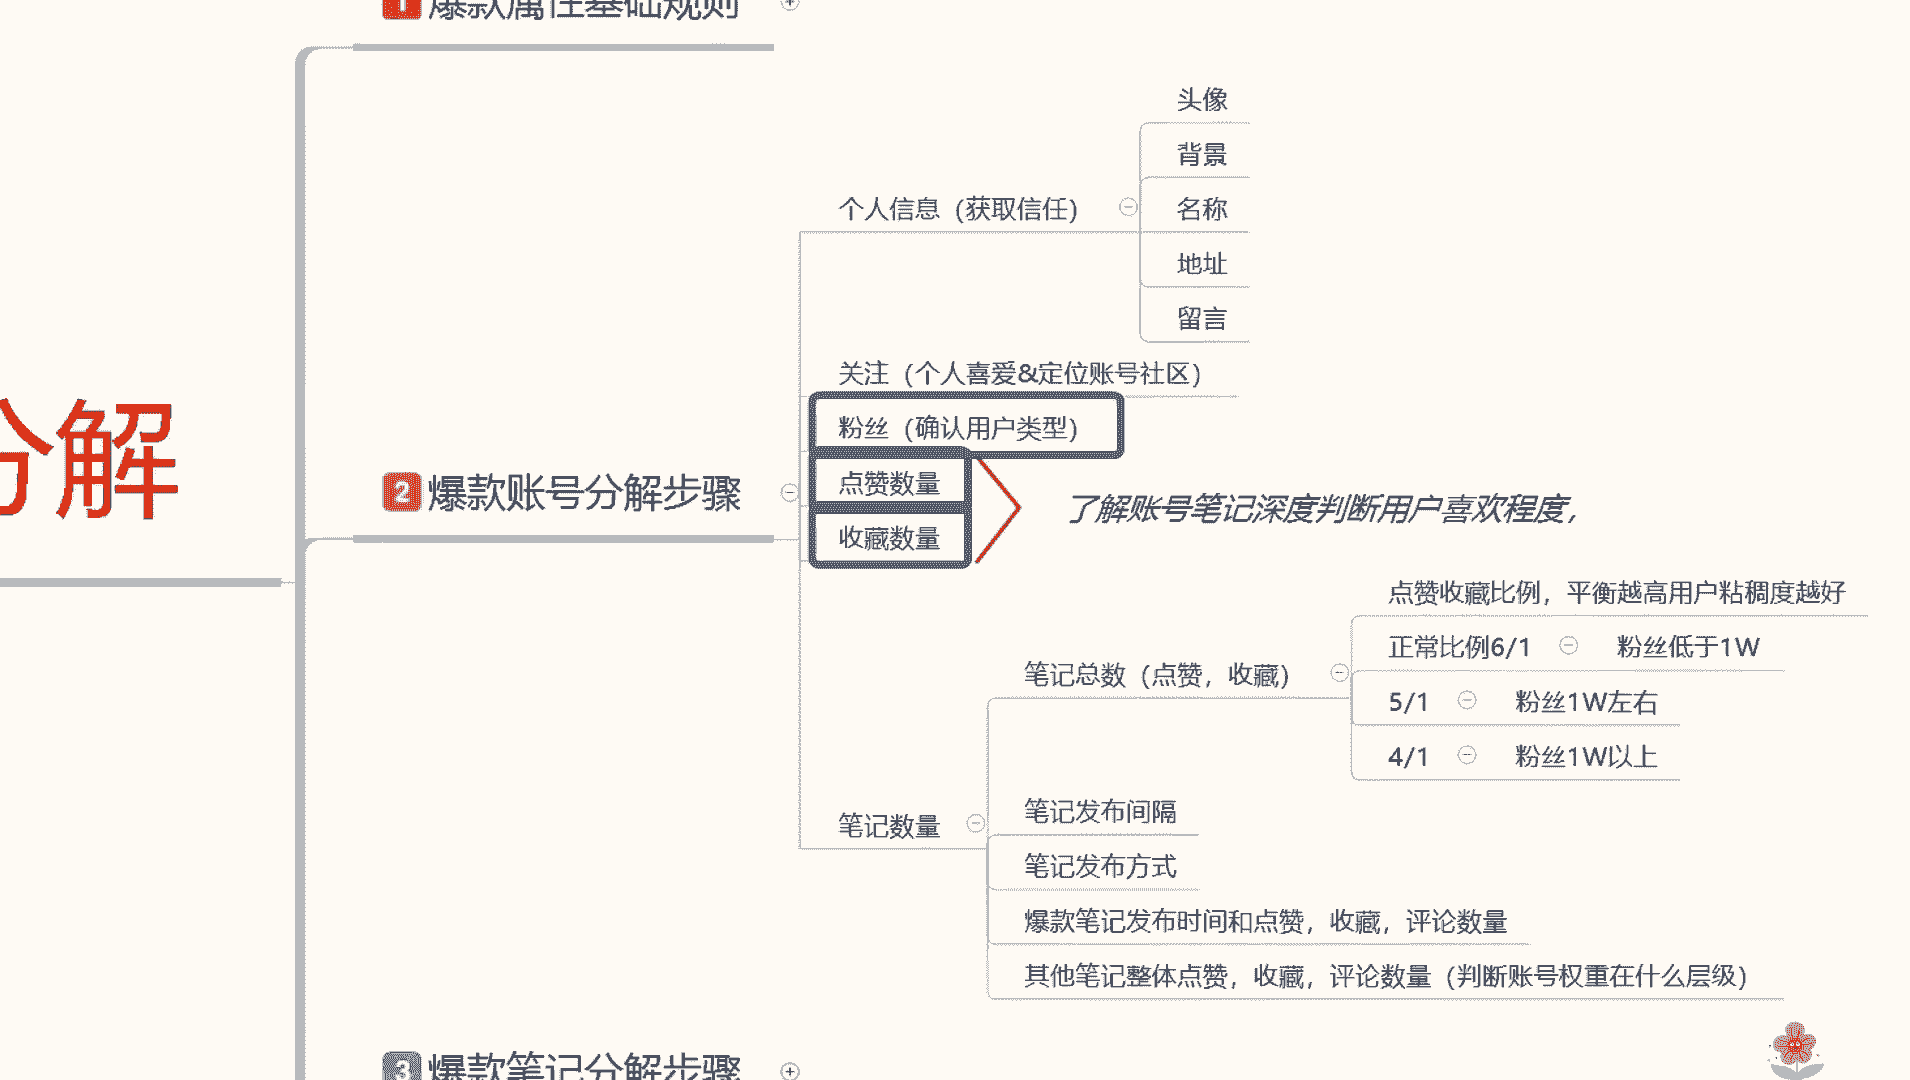 1 爆款属性基础规则
分解
2 爆款账号分解步骤
个人信息（获取信任）
头像
背景
名称
地址
留言
关注（个人喜爱&定位账号社区）
粉丝（确认用户类型）
点赞数量
收藏数量
了解账号笔记深度判断用户喜欢程度，
笔记数量
笔记总数（点赞，收藏）
点赞收藏比例，平衡越高用户粘稠度越好
正常比例6/1 粉丝低于1W
5/1 粉丝1W左右
4/1 粉丝1W以上
笔记发布间隔
笔记发布方式
爆款笔记发布时间和点赞，收藏，评论数量
其他笔记整体点赞，收藏，评论数量（判断账号权重在什么层级）
3 爆款笔记分解步骤